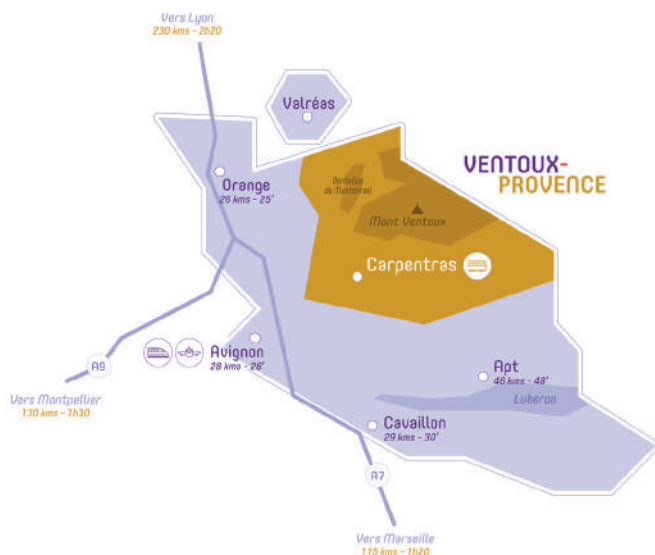 Vers Lyon
230 kms - 2h20
Valréas
VENTOUX-
PROVENCE
Orange
26 kms - 25'
Dentelles
de Montmirail
Mont Ventoux
Carpentras
Avignon
28 kms - 28'
A9
Vers Montpellier
130 kms - 1h30
Apt
46 kms - 48'
Luberon
Cavaillon
29 kms - 30'
A7
Vers Marseille
115 kms - 1h20